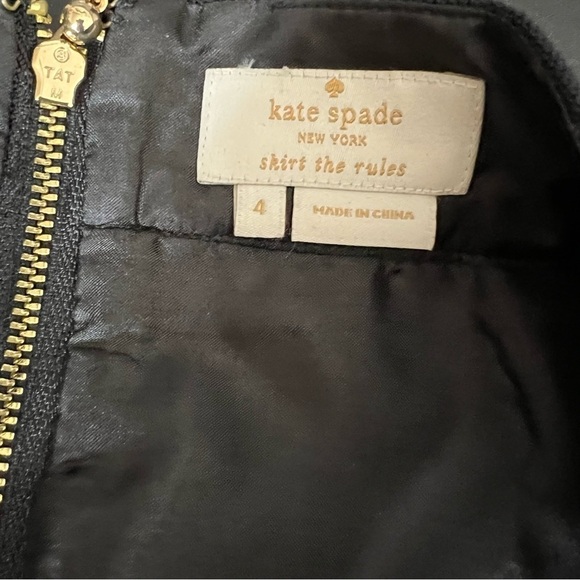 TAT
M
kate spade
NEW YORK
skirt the rules
4
MADE IN CHINA